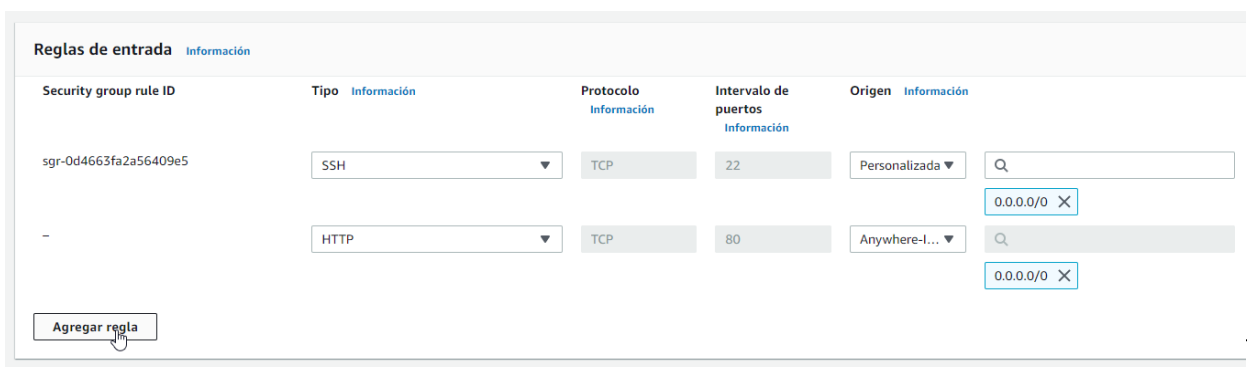 Reglas de entrada Información
Security group rule ID Tipo Información Protocolo Intervalo de Origen Información
Información puertos
Información
sgr-0d4663fa2a56409e5 SSH TCP 22 Personalizada
0.0.0.0/0
– HTTP TCP 80 Anywhere-I...
0.0.0.0/0
Agregar regla